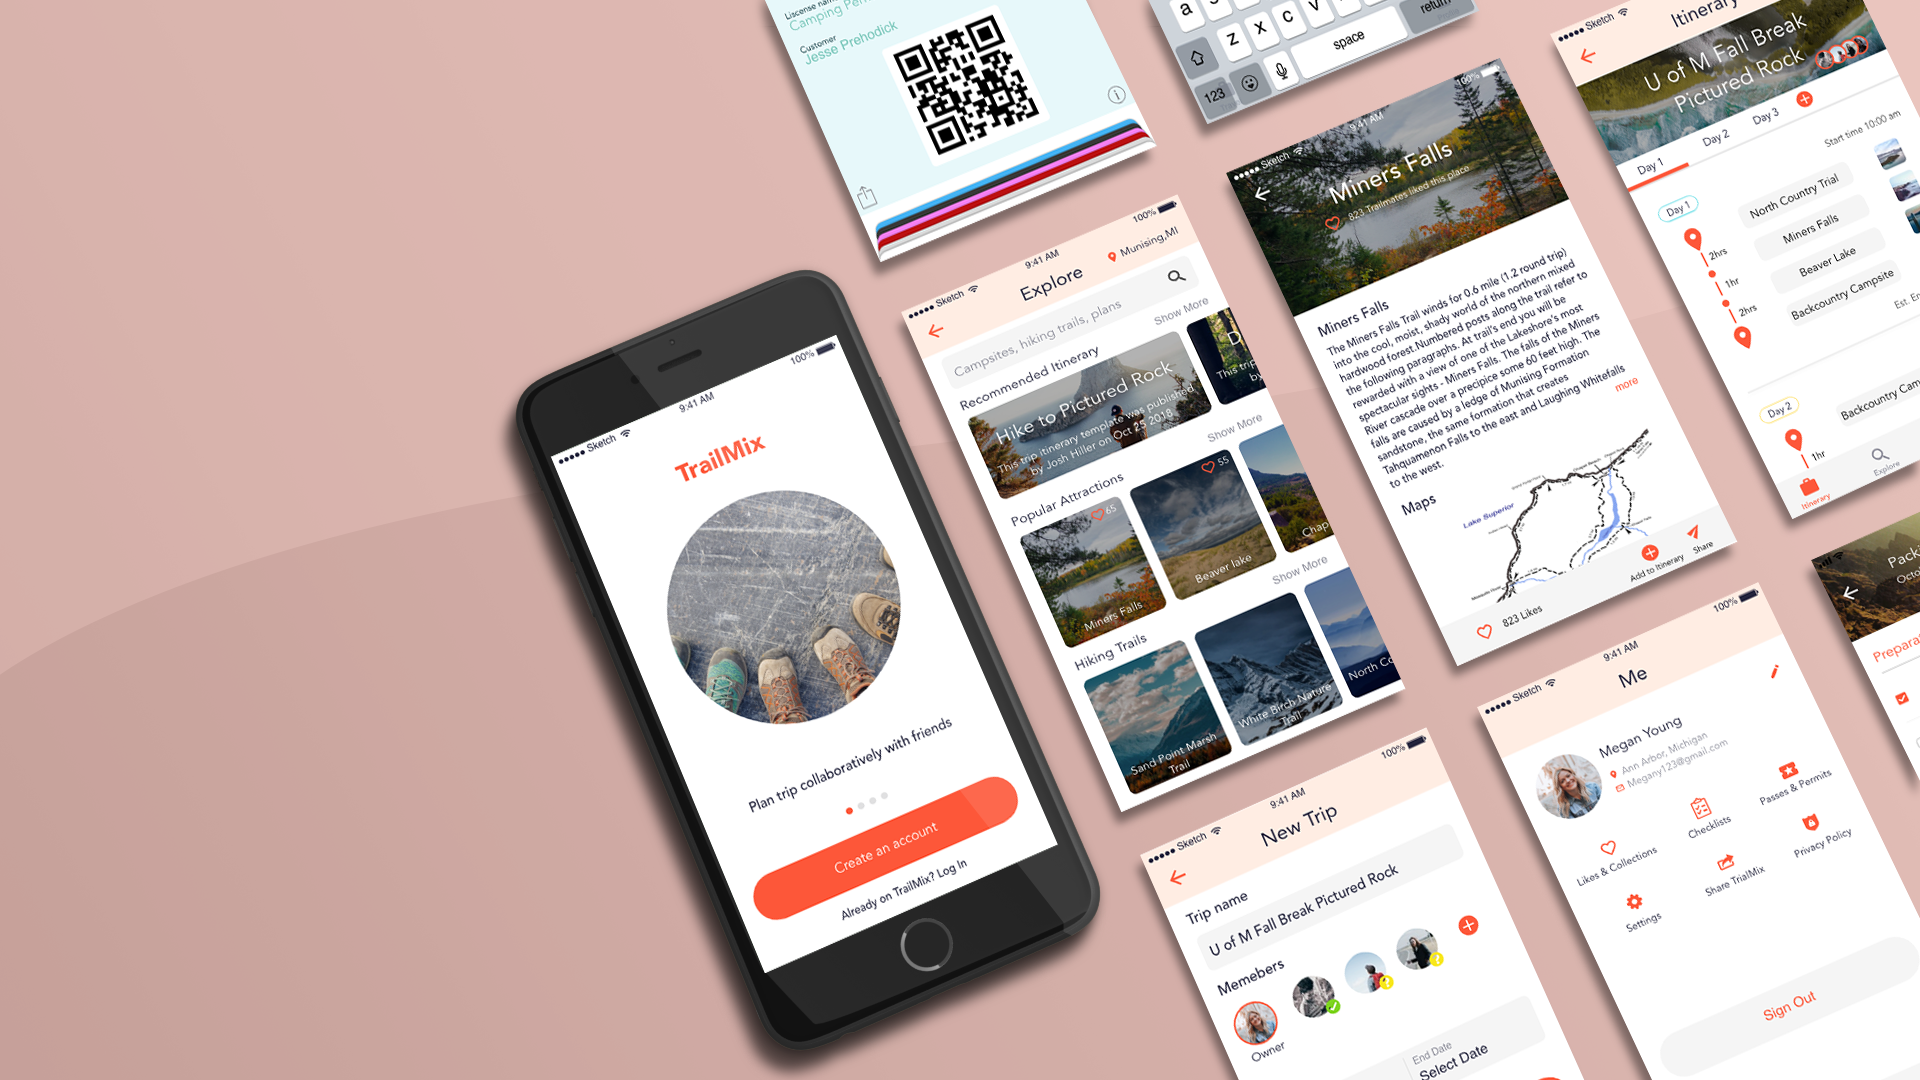 Liscense name
Camping Per
Customer
Jesse Prehodick
a
z x c v
123
space
return
Sketch
9:41 AM
100%
TrailMix
Plan trip collaboratively with friends
Create an account
Already on TrailMix? Log In
Sketch
9:41 AM
100%
Explore
Munising,MI
Campsites, hiking trails, plans
Recommended Itinerary
Show More
Hike to Pictured Rock
This trip itinerary template was published
by Josh Hiller on Oct 25 2018
D
This trip
by
Popular Attractions
Show More
65
Miners Falls
55
Beaver lake
Chap
Hiking Trails
Show More
Sand Point Marsh
Trail
White Birch Nature
Trail
North Co
Sketch
9:41 AM
100%
Miners Falls
823 Trailmates liked this place
Miners Falls
The Miners Falls Trail winds for 0.6 mile (1.2 round trip)
into the cool, moist, shady world of the northern mixed
hardwood forest.Numbered posts along the trail refer to
the following paragraphs. At trail's end you will be
rewarded with a view of one of the Lakeshore's most
spectacular sights - Miners Falls. The falls of the Miners
River cascade over a precipice some 60 feet high. The
falls are caused by a ledge of Munising Formation
sandstone, the same formation that creates
Tahquamenon Falls to the east and Laughing Whitefalls
to the west.
more
Maps
Lake Superior
823 Likes
Add to Itinerary
Share
Sketch
Itinerary
U of M Fall Break
Pictured Rock
Day 1
Day 2
Day 3
Start time 10:00 am
Day 1
2hrs
1hr
2hrs
North Country Trial
Miners Falls
Beaver Lake
Backcountry Campsite
Est. En
Day 2
1hr
Backcountry Cam
Itinerary
Explore
Sketch
9:41 AM
100%
New Trip
Trip name
U of M Fall Break Pictured Rock
Memebers
Owner
End Date
Select Date
Sketch
9:41 AM
100%
Me
Megan Young
Ann Arbor, Michigan
Megany123@gmail.com
Likes & Collections
Checklists
Passes & Permits
Settings
Share TrialMix
Privacy Policy
Sign Out
Pack
Octo
Prepara